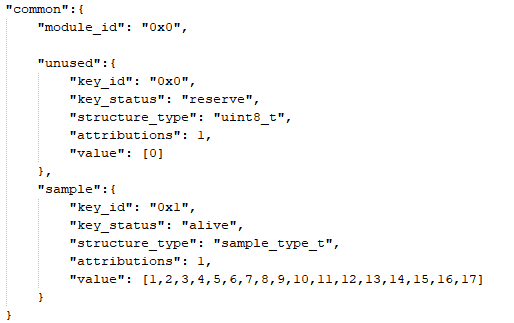 "common":{
"module_id": "0x0",
"unused":{
"key_id": "0x0",
"key_status": "reserve",
"structure_type": "uint8_t",
"attributions": 1,
"value": [0]
},
"sample":{
"key_id": "0x1",
"key_status": "alive",
"structure_type": "sample_type_t",
"attributions": 1,
"value": [1,2,3,4,5,6,7,8,9,10,11,12,13,14,15,16,17]
}
}